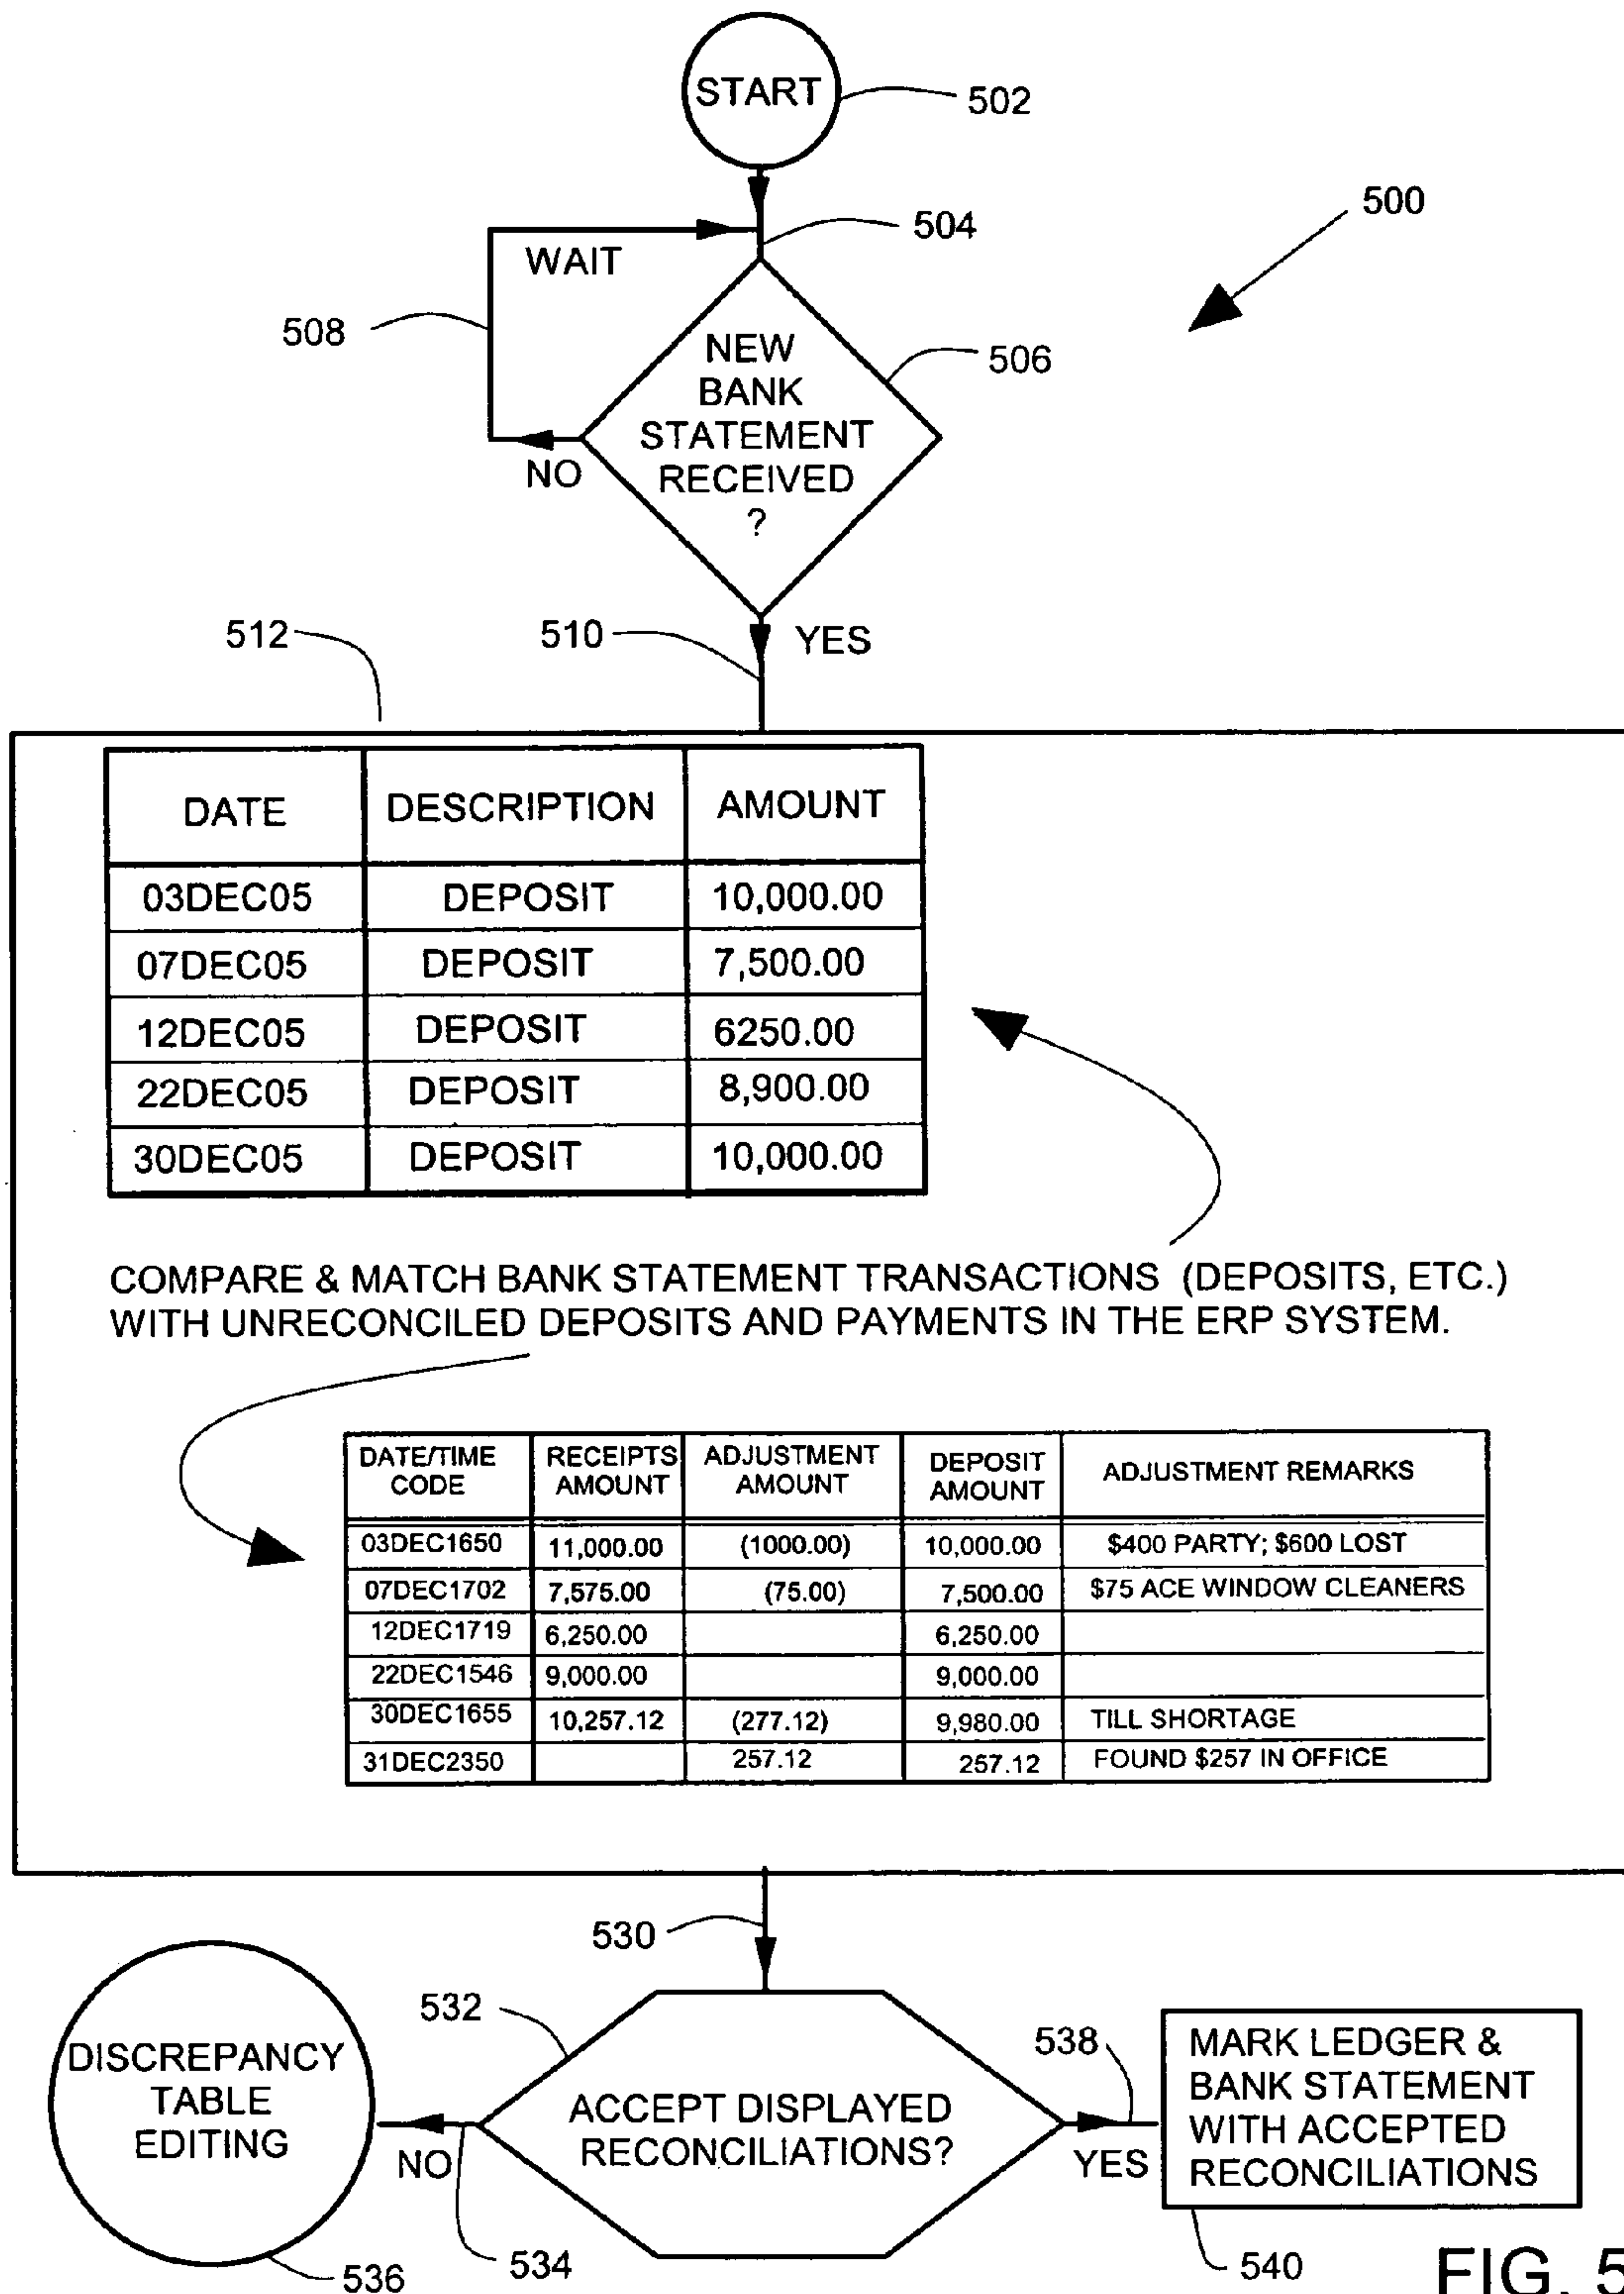 START
502
500
504
WAIT
508
NEW
BANK
STATEMENT
RECEIVED
?
506
NO
512
510
YES
DATE DESCRIPTION AMOUNT
03DEC05 DEPOSIT 10,000.00
07DEC05 DEPOSIT 7,500.00
12DEC05 DEPOSIT 6250.00
22DEC05 DEPOSIT 8,900.00
30DEC05 DEPOSIT 10,000.00
COMPARE & MATCH BANK STATEMENT TRANSACTIONS (DEPOSITS, ETC.)
WITH UNRECONCILED DEPOSITS AND PAYMENTS IN THE ERP SYSTEM.
DATE/TIME CODE RECEIPTS AMOUNT ADJUSTMENT AMOUNT DEPOSIT AMOUNT ADJUSTMENT REMARKS
03DEC1650 11,000.00 (1000.00) 10,000.00 $400 PARTY; $600 LOST
07DEC1702 7,575.00 (75.00) 7,500.00 $75 ACE WINDOW CLEANERS
12DEC1719 6,250.00 6,250.00
22DEC1546 9,000.00 9,000.00
30DEC1655 10,257.12 (277.12) 9,980.00 TILL SHORTAGE
31DEC2350 257.12 257.12 FOUND $257 IN OFFICE
530
532
DISCREPANCY
TABLE
EDITING
536
NO
534
ACCEPT DISPLAYED
RECONCILIATIONS?
538
YES
MARK LEDGER &
BANK STATEMENT
WITH ACCEPTED
RECONCILIATIONS
540
FIG. 5